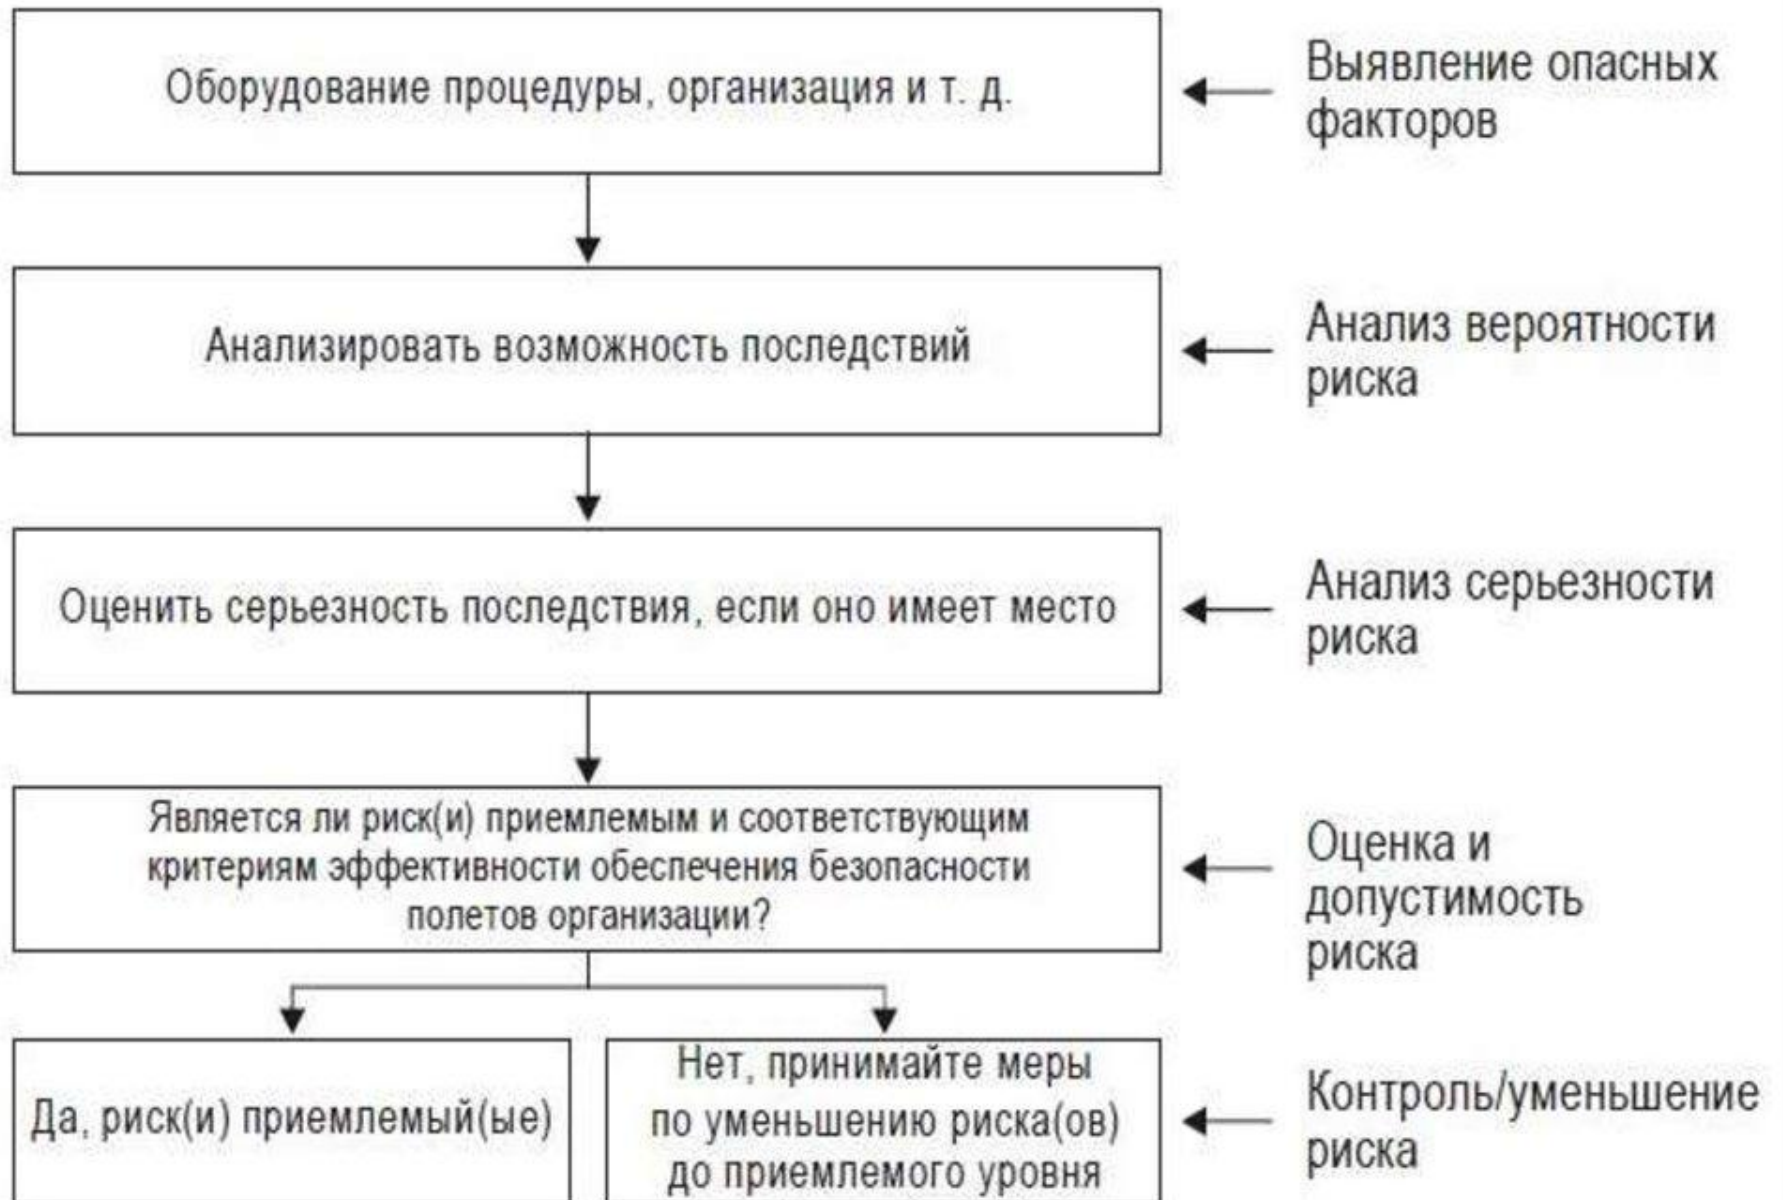 Оборудование процедуры, организация и т. д.
Выявление опасных
факторов
Анализировать возможность последствий
Анализ вероятности
риска
Оценить серьезность последствия, если оно имеет место
Анализ серьезности
риска
Является ли риск(и) приемлемым и соответствующим
критериям эффективности обеспечения безопасности
полетов организации?
Оценка и
допустимость
риска
Да, риск(и) приемлемый(ые)
Нет, принимайте меры
по уменьшению риска(ов)
до приемлемого уровня
Контроль/уменьшение
риска